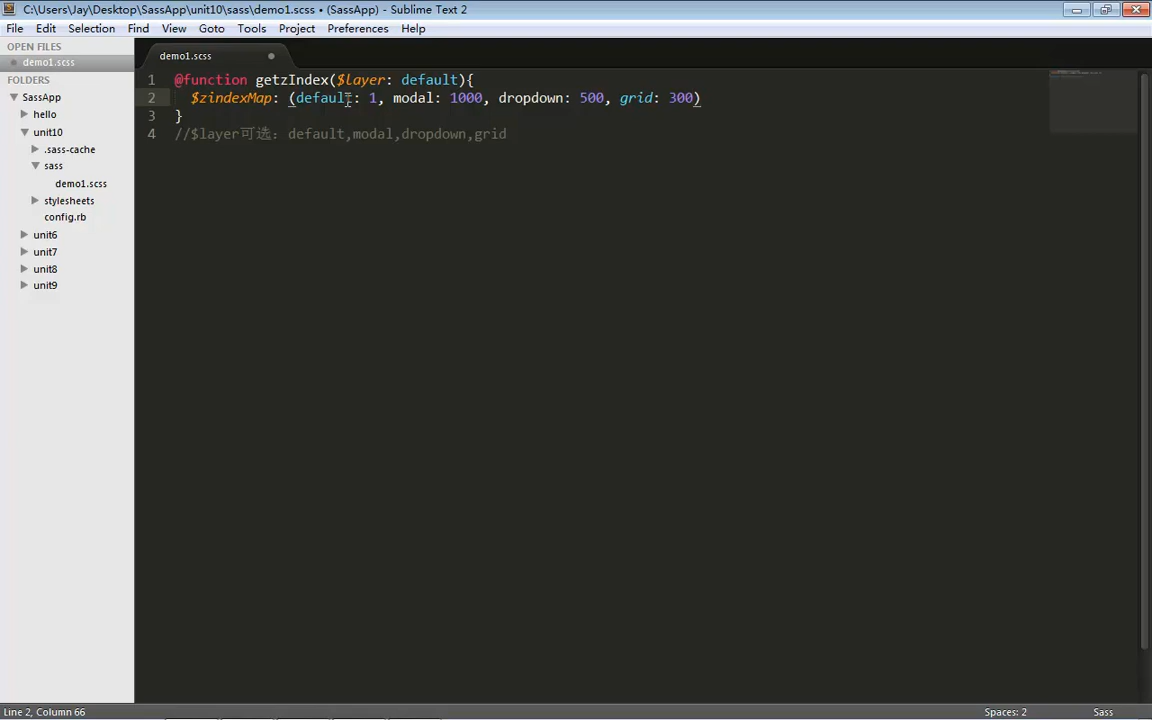 C:\Users\Jay\Desktop\SassApp\unit10\sass\demo1.scss • (SassApp) - Sublime Text 2
File Edit Selection Find View Goto Tools Project Preferences Help
OPEN FILES
demo1.scss
FOLDERS
SassApp
hello
unit10
.sass-cache
sass
demo1.scss
stylesheets
config.rb
unit6
unit7
unit8
unit9
demo1.scss
1 @function getzIndex($layer: default){
2 $zindexMap: (default: 1, modal: 1000, dropdown: 500, grid: 300)
3 }
4 //$layer可选：default,modal,dropdown,grid
Line 2, Column 66
Spaces: 2
Sass